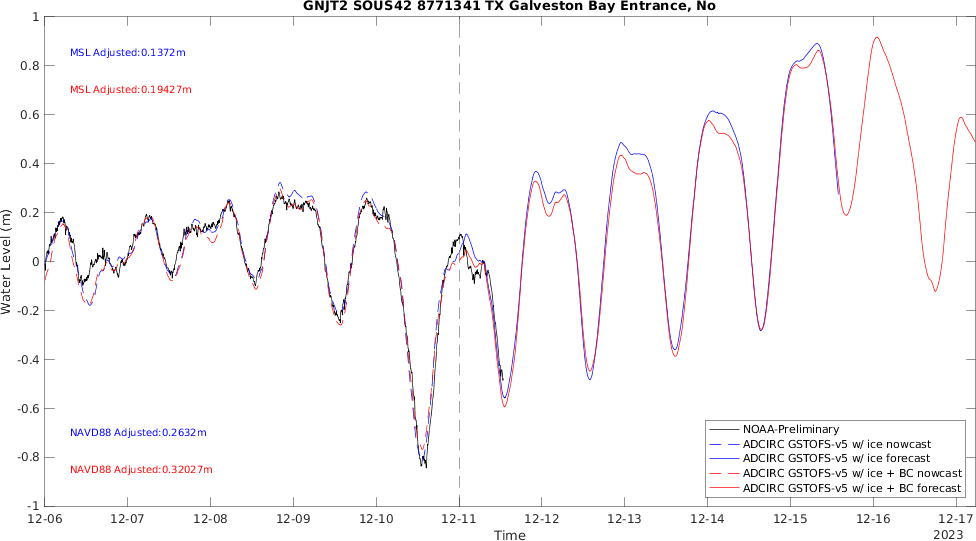 GNJT2 SOUS42 8771341 TX Galveston Bay Entrance, No
MSL Adjusted:0.1372m
MSL Adjusted:0.19427m
NAVD88 Adjusted:0.2632m
NAVD88 Adjusted:0.32027m
Water Level (m)
1
0.8
0.6
0.4
0.2
0
-0.2
-0.4
-0.6
-0.8
-1
NOAA-Preliminary
ADCIRC GSTOFS-v5 w/ ice nowcast
ADCIRC GSTOFS-v5 w/ ice forecast
ADCIRC GSTOFS-v5 w/ ice + BC nowcast
ADCIRC GSTOFS-v5 w/ ice + BC forecast
12-06 12-07 12-08 12-09 12-10 12-11 12-12 12-13 12-14 12-15 12-16 12-17
Time
2023